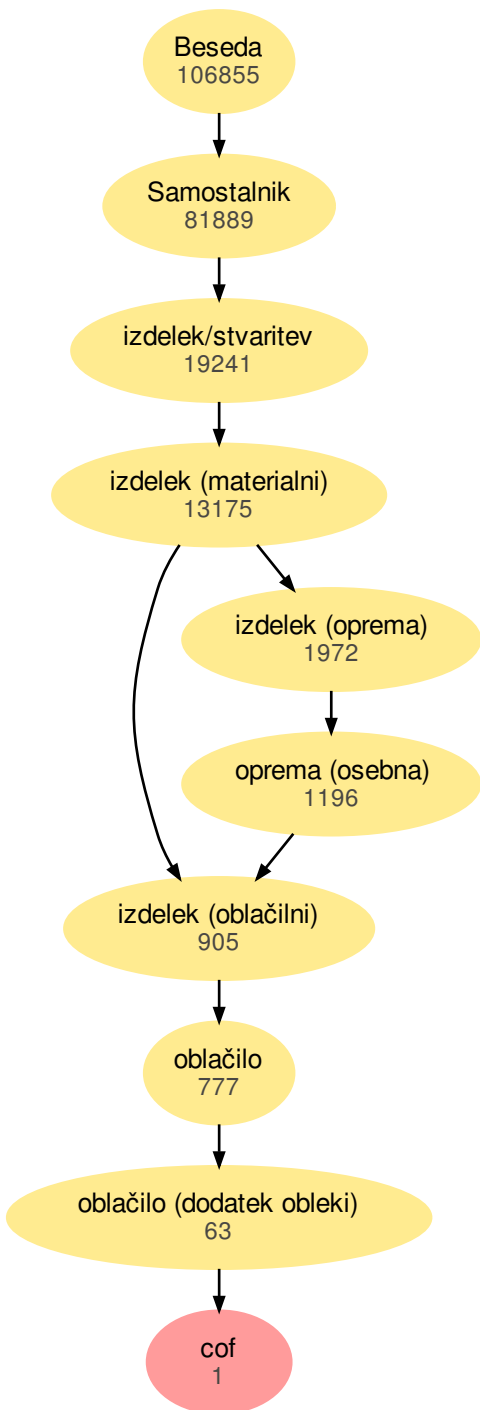 Beseda
106855
Samostalnik
81889
izdelek/stvaritev
19241
izdelek (materialni)
13175
izdelek (oprema)
1972
oprema (osebna)
1196
izdelek (oblačilni)
905
oblačilo
777
oblačilo (dodatek obleki)
63
cof
1